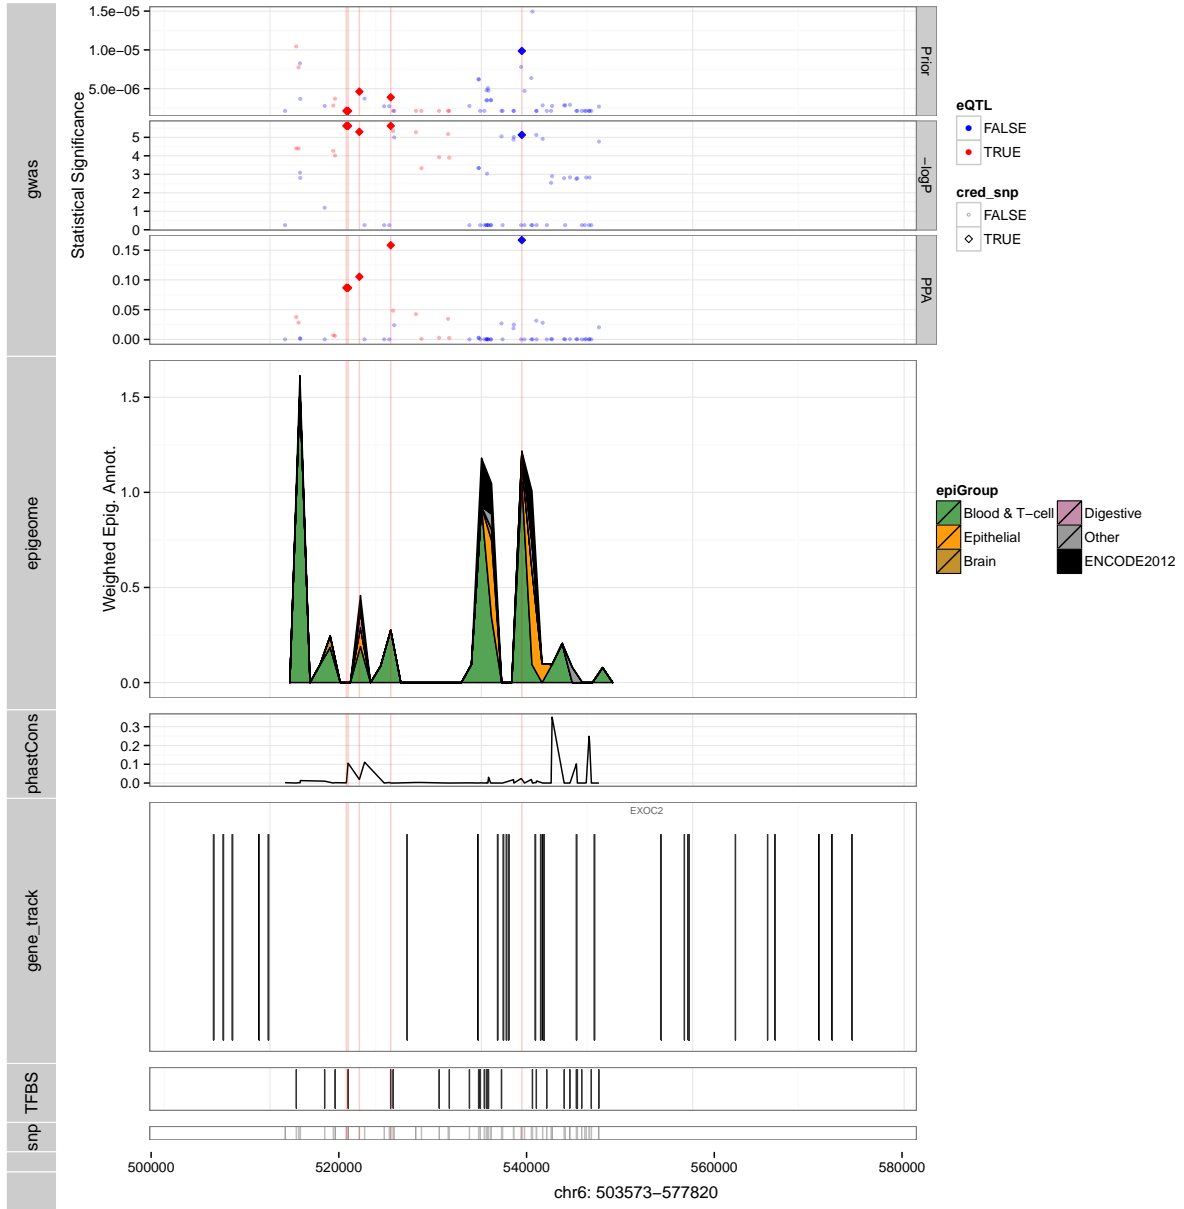 gwas
Statistical Significance
1.5e−05
1.0e−05
5.0e−06
Prior
5
4
3
2
1
0
−logP
0.15
0.10
0.05
0.00
PPA
eQTL
FALSE
TRUE
cred_snp
FALSE
TRUE
epigenome
Weighted Epig. Annot.
1.5
1.0
0.5
0.0
epiGroup
Blood & T−cell
Epithelial
Brain
Digestive
Other
ENCODE2012
phastCons
0.3
0.2
0.1
0.0
gene_track
EXOC2
TFBS
snp
500000 520000 540000 560000 580000
chr6: 503573−577820